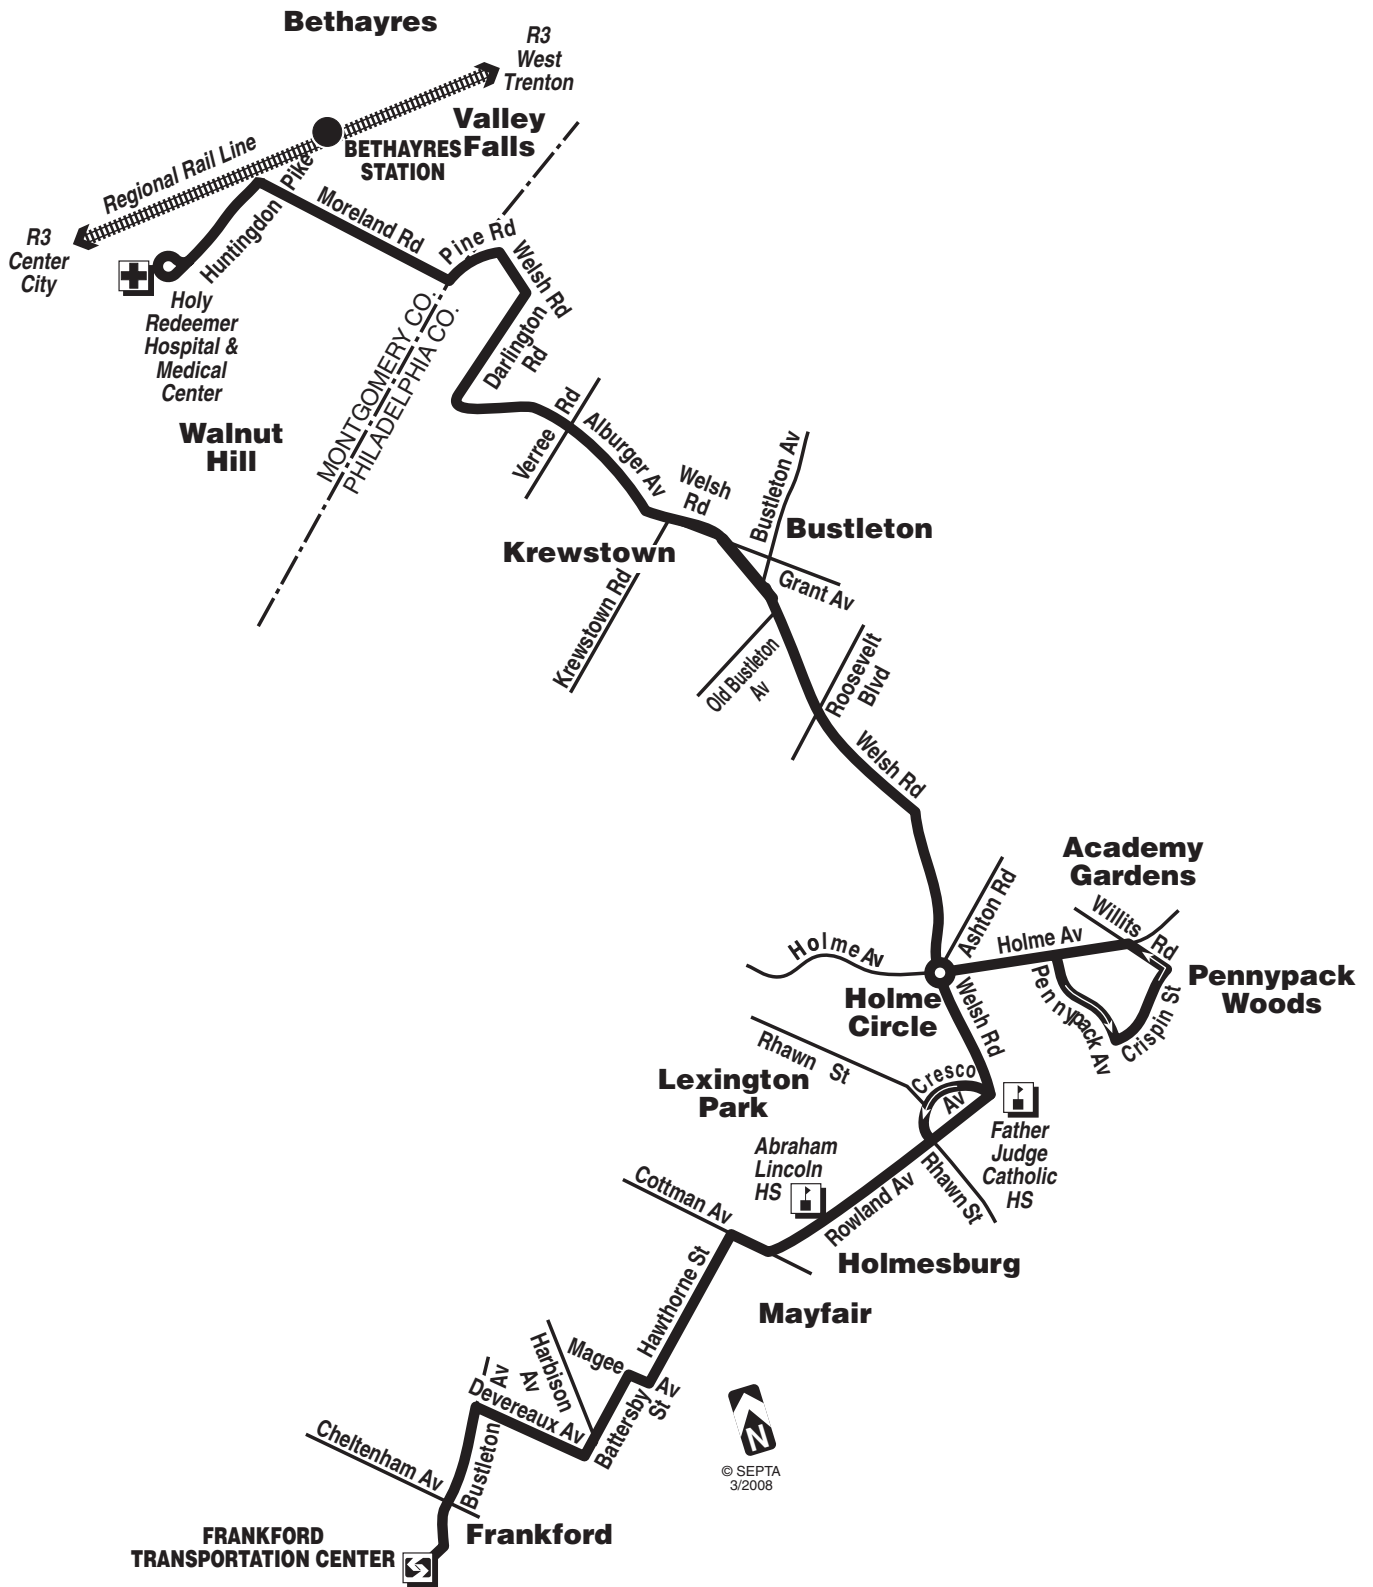 Bethayres
R3
West
Trenton
Valley
Falls
BETHAYRES
STATION
Regional Rail Line
Pike
Huntingdon
Moreland Rd
Pine Rd
Welsh Rd
R3
Center
City
Holy
Redeemer
Hospital &
Medical
Center
MONTGOMERY CO.
PHILADELPHIA CO.
Darlington
Rd
Walnut
Hill
Verree Rd
Alburger Av
Welsh
Rd
Bustleton Av
Bustleton
Krewstown
Grant Av
Krewstown Rd
Old Bustleton
Av
Roosevelt
Blvd
Welsh Rd
Academy
Gardens
Ashton Rd
Willits Rd
Holme Av
Holme Av
Pennypack
Woods
Pennypack Av
Crispin St
Holme
Circle
Welsh Rd
Rhawn St
Cresco
Av
Lexington
Park
Father
Judge
Catholic
HS
Abraham
Lincoln
HS
Rhawn St
Cottman Av
Rowland Av
Holmesburg
Hawthorne St
Mayfair
Magee Av
Harbison
Av
Battersby
St
Devereaux Av
Bustleton Av
Cheltenham Av
N
© SEPTA
3/2008
Frankford
FRANKFORD
TRANSPORTATION CENTER